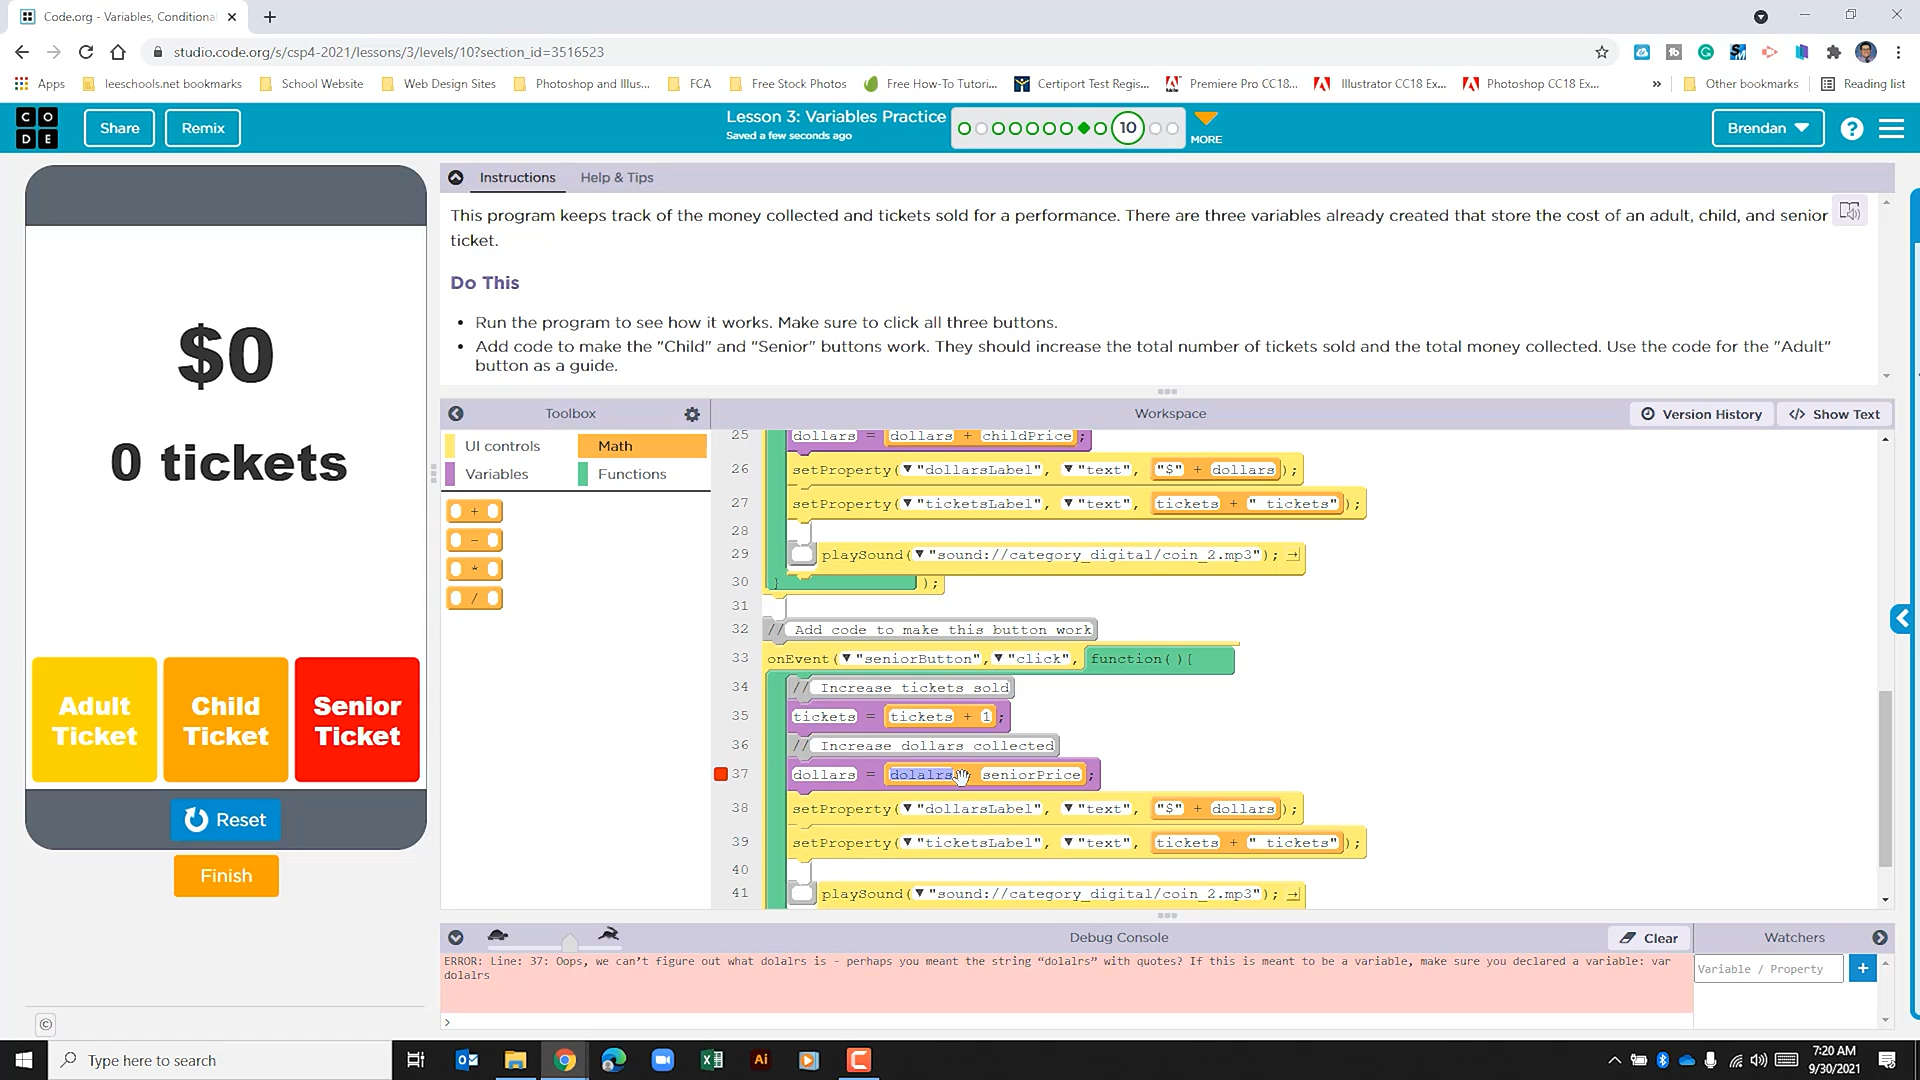 Code.org - Variables, Conditiona
studio.code.org/s/csp4-2021/lessons/3/levels/10?section_id=3516523
Apps
leeschools.net bookmarks
School Website
Web Design Sites
Photoshop and Illus...
FCA
Free Stock Photos
Free How-To Tutori...
Certiport Test Regis...
Premiere Pro CC18...
Illustrator CC18 Ex...
Photoshop CC18 Ex...
»
Other bookmarks
Reading list
C O
D E
Share
Remix
Lesson 3: Variables Practice
Saved a few seconds ago
10
MORE
Brendan
?
Instructions
Help & Tips
This program keeps track of the money collected and tickets sold for a performance. There are three variables already created that store the cost of an adult, child, and senior
ticket.
Do This
• Run the program to see how it works. Make sure to click all three buttons.
• Add code to make the "Child" and "Senior" buttons work. They should increase the total number of tickets sold and the total money collected. Use the code for the "Adult"
button as a guide.
$0
0 tickets
Adult
Ticket
Child
Ticket
Senior
Ticket
Reset
Finish
©
Toolbox
Workspace
Version History
</> Show Text
UI controls
Math
Variables
Functions
+
-
*
/
25 dollars = dollars + childPrice;
26 setProperty("dollarsLabel", "text", "$" + dollars);
27 setProperty("ticketsLabel", "text", tickets + " tickets");
28
29 playSound("sound://category_digital/coin_2.mp3");
30 } );
31
32 // Add code to make this button work
33 onEvent("seniorButton", "click", function( ){
34 // Increase tickets sold
35 tickets = tickets + 1;
36 // Increase dollars collected
37 dollars = dolalrs seniorPrice;
38 setProperty("dollarsLabel", "text", "$" + dollars);
39 setProperty("ticketsLabel", "text", tickets + " tickets");
40
41 playSound("sound://category_digital/coin_2.mp3");
Debug Console
Clear
Watchers
ERROR: Line: 37: Oops, we can't figure out what dolalrs is - perhaps you meant the string “dolalrs” with quotes? If this is meant to be a variable, make sure you declared a variable: var
dolalrs
>
Variable / Property
+
Type here to search
Ai
7:20 AM
9/30/2021